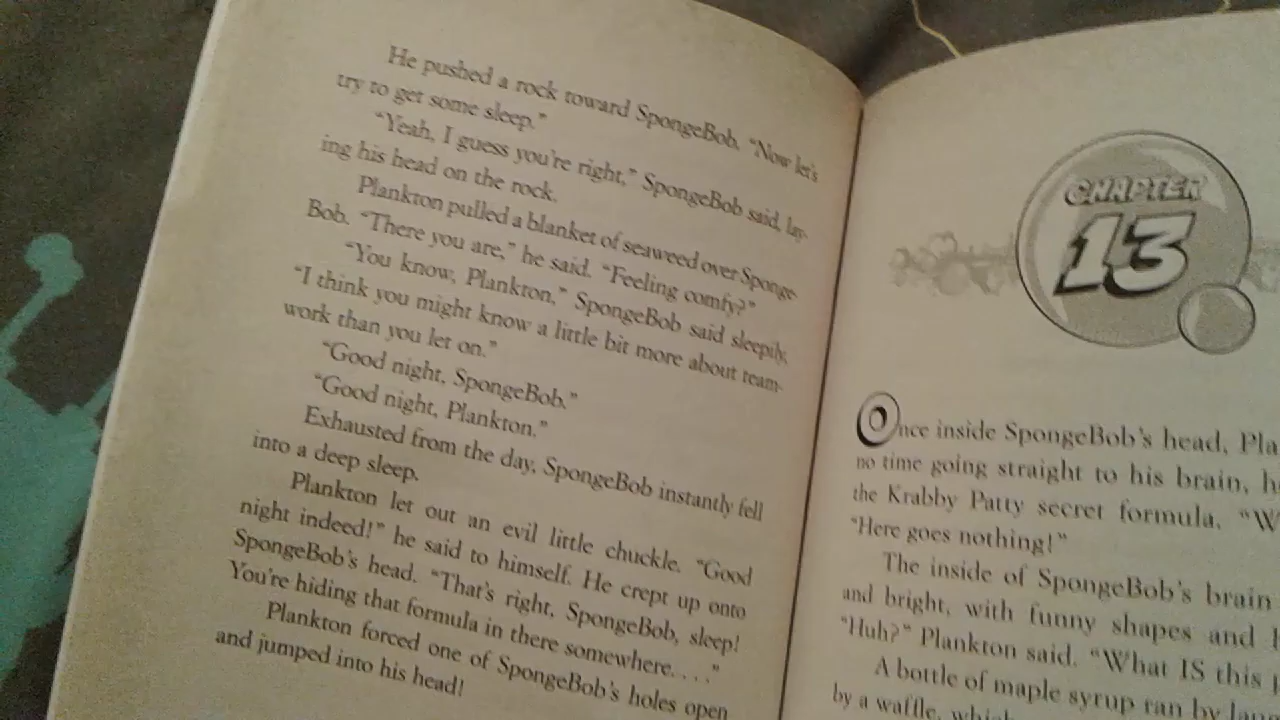 He pushed a rock toward SpongeBob. “Now let's
try to get some sleep.”
“Yeah, I guess you're right,” SpongeBob said, lay-
ing his head on the rock.
Plankton pulled a blanket of seaweed over Sponge-
Bob. “There you are,” he said. “Feeling comfy?”
“You know, Plankton,” SpongeBob said sleepily,
“I think you might know a little bit more about team-
work than you let on.”
“Good night, SpongeBob.”
“Good night, Plankton.”
Exhausted from the day, SpongeBob instantly fell
into a deep sleep.
Plankton let out an evil little chuckle. “Good
night indeed!” he said to himself. He crept up onto
SpongeBob's head. “That's right, SpongeBob, sleep!
You're hiding that formula in there somewhere. . . .”
Plankton forced one of SpongeBob's holes open
and jumped into his head!
CHAPTER
13
Once inside SpongeBob's head,
no time going straight to his brain,
the Krabby Patty secret formula.
“Here goes nothing!”
The inside of SpongeBob's brain
and bright, with funny shapes and
“Huh?” Plankton said. “What IS this
A bottle of maple syrup ran by
by a waffle,